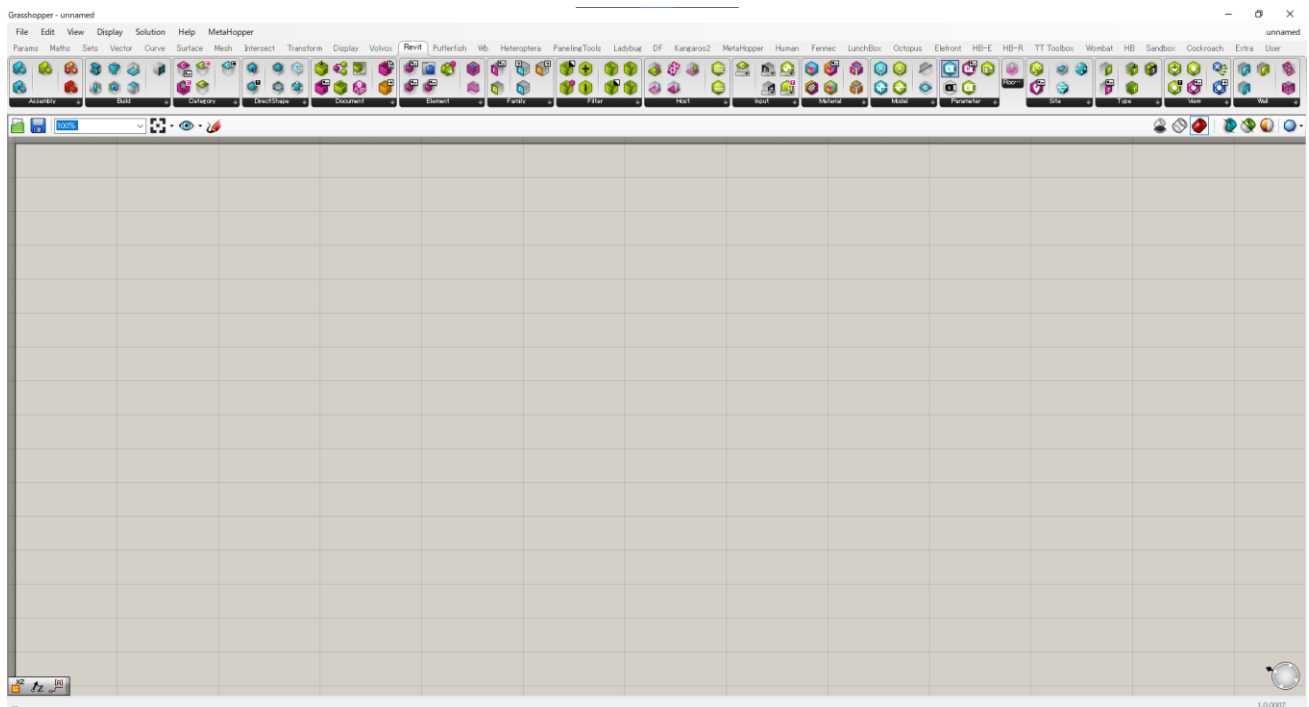 Grasshopper - unnamed
File Edit View Display Solution Help MetaHopper
unnamed
Params Maths Sets Vector Curve Surface Mesh Intersect Transform Display Volvox Revit Pufferfish Wb Heteroptera PanelingTools Ladybug DF Kangaroo2 MetaHopper Human Fennec LunchBox Octopus Elefront HB-E HB-R TT Toolbox Wombat HB Sandbox Cockroach Extra User
Assembly Build Category DirectShape Document Element Family Filter Host Input Material Model Parameter Site Type View Wall
100%
XZ
[A]
Z
1.0.0007